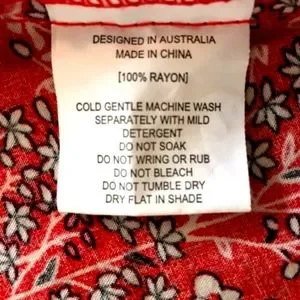 DESIGNED IN AUSTRALIA
MADE IN CHINA
[100% RAYON]
COLD GENTLE MACHINE WASH
SEPARATELY WITH MILD
DETERGENT
DO NOT SOAK
DO NOT WRING OR RUB
DO NOT BLEACH
DO NOT TUMBLE DRY
DRY FLAT IN SHADE